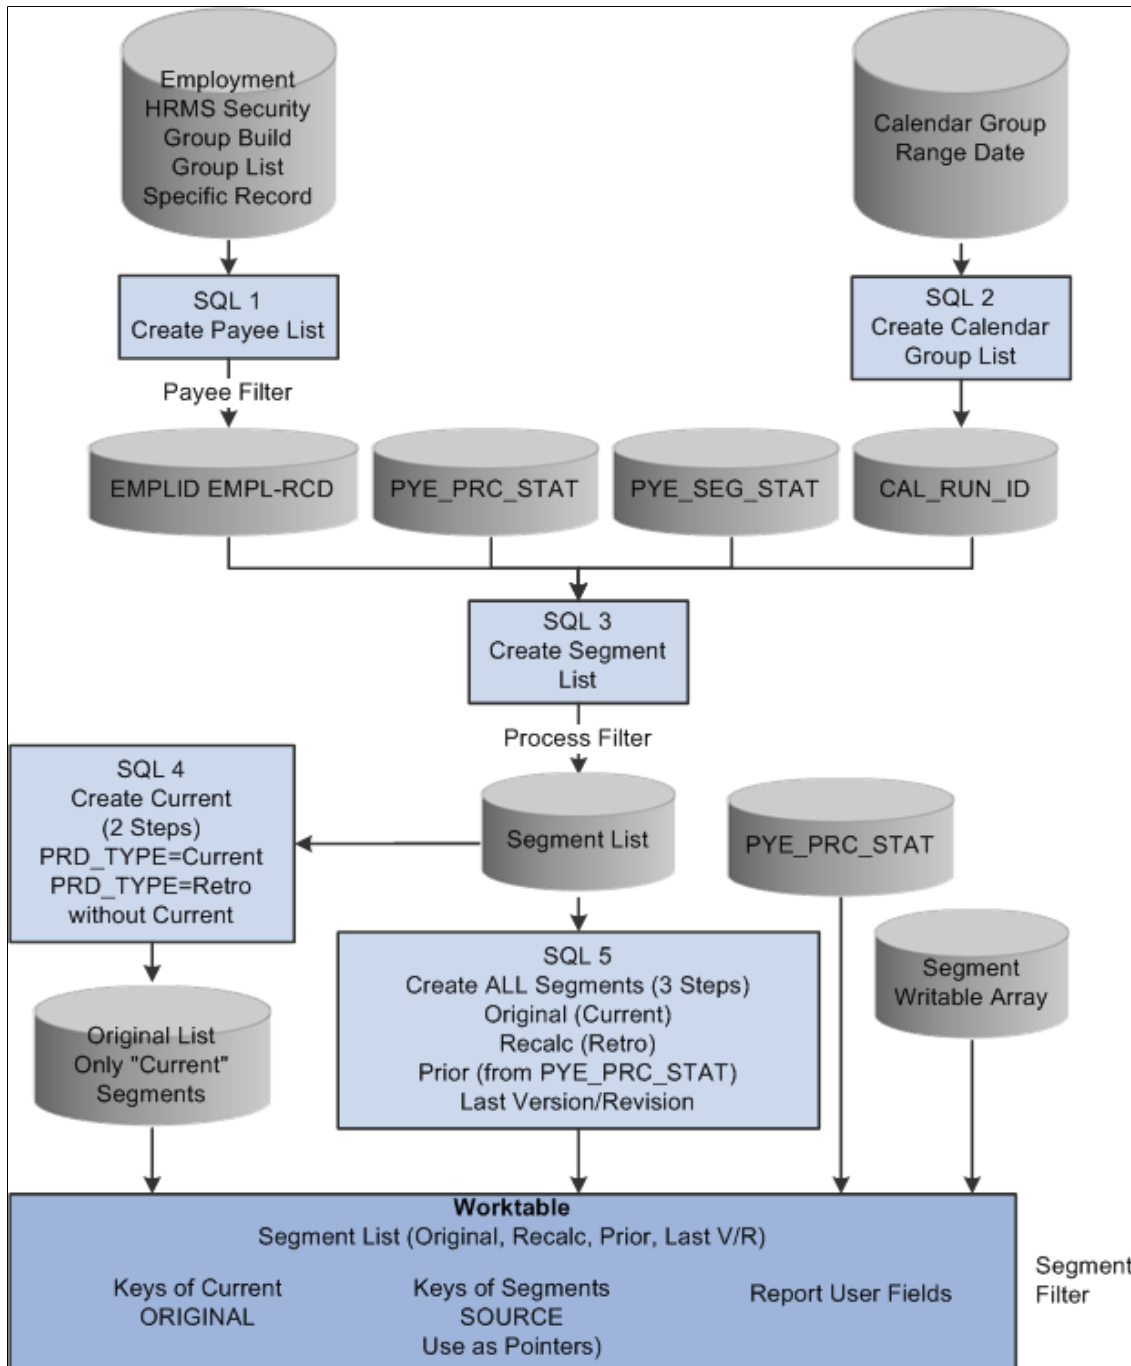 Employment
HRMS Security
Group Build
Group List
Specific Record
Calendar Group
Range Date
SQL 1
Create Payee List
SQL 2
Create Calendar
Group List
Payee Filter
EMPLID EMPL-RCD
PYE_PRC_STAT
PYE_SEG_STAT
CAL_RUN_ID
SQL 3
Create Segment
List
Process Filter
SQL 4
Create Current
(2 Steps)
PRD_TYPE=Current
PRD_TYPE=Retro
without Current
Segment List
PYE_PRC_STAT
SQL 5
Create ALL Segments (3 Steps)
Original (Current)
Recalc (Retro)
Prior (from PYE_PRC_STAT)
Last Version/Revision
Segment
Writable Array
Original List
Only "Current"
Segments
Worktable
Segment List (Original, Recalc, Prior, Last V/R)
Keys of Current
ORIGINAL
Keys of Segments
SOURCE
Use as Pointers)
Report User Fields
Segment
Filter